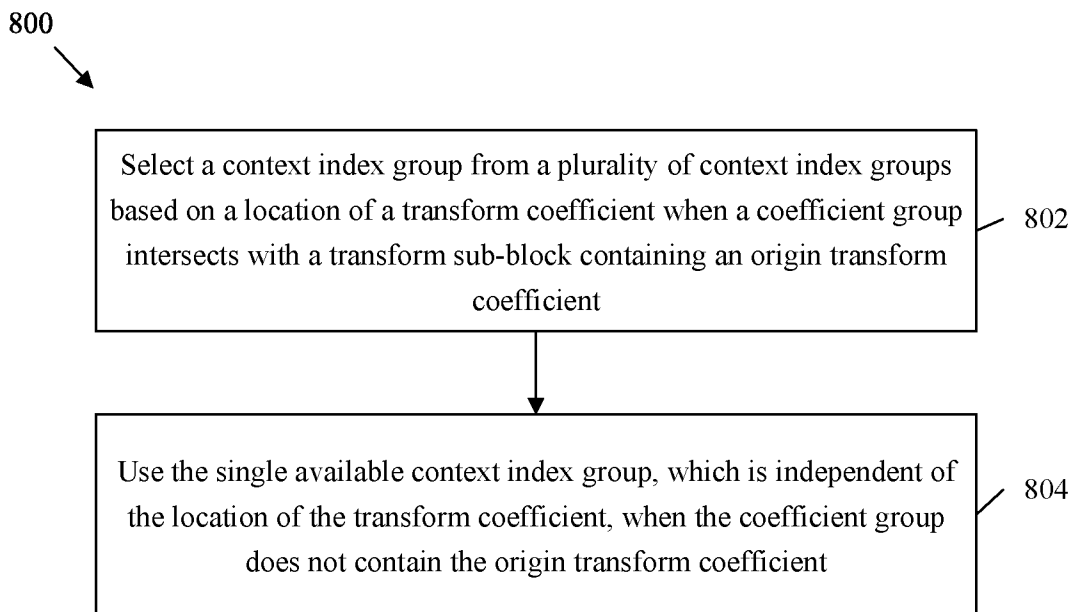 800
Select a context index group from a plurality of context index groups
based on a location of a transform coefficient when a coefficient group
intersects with a transform sub-block containing an origin transform
coefficient
802
Use the single available context index group, which is independent of
the location of the transform coefficient, when the coefficient group
does not contain the origin transform coefficient
804